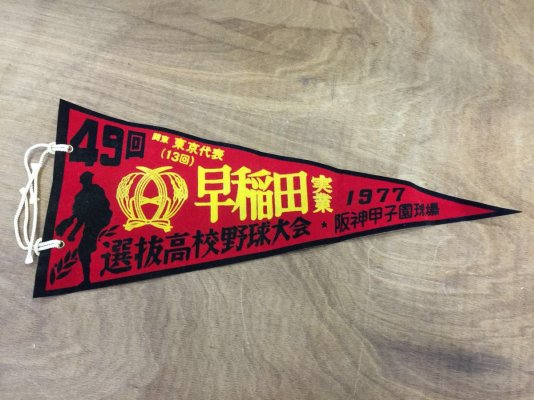 49回
関東 東京代表
(13回)
早稲田実業
選抜高校野球大会
1977
★ 阪神甲子園球場